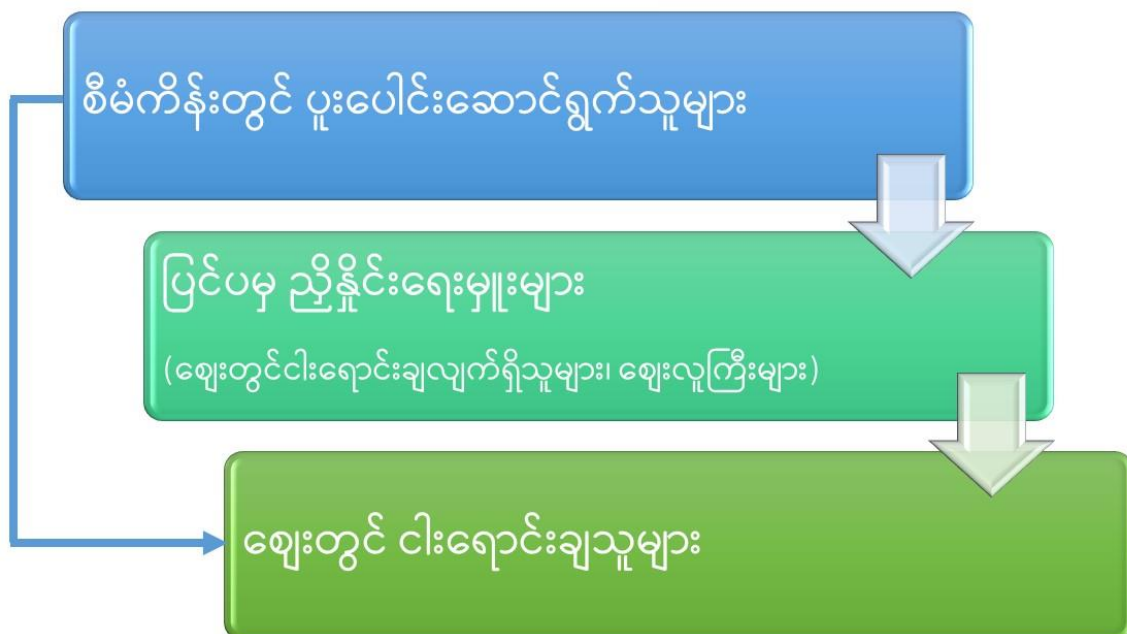 စီမံကိန်းတွင် ပူးပေါင်းဆောင်ရွက်သူများ
ပြင်ပမှ ညှိနှိုင်းရေးမှူးများ
(ဈေးတွင်ငါးရောင်းချလျက်ရှိသူများ၊ ဈေးလူကြီးများ)
ဈေးတွင် ငါးရောင်းချသူများ